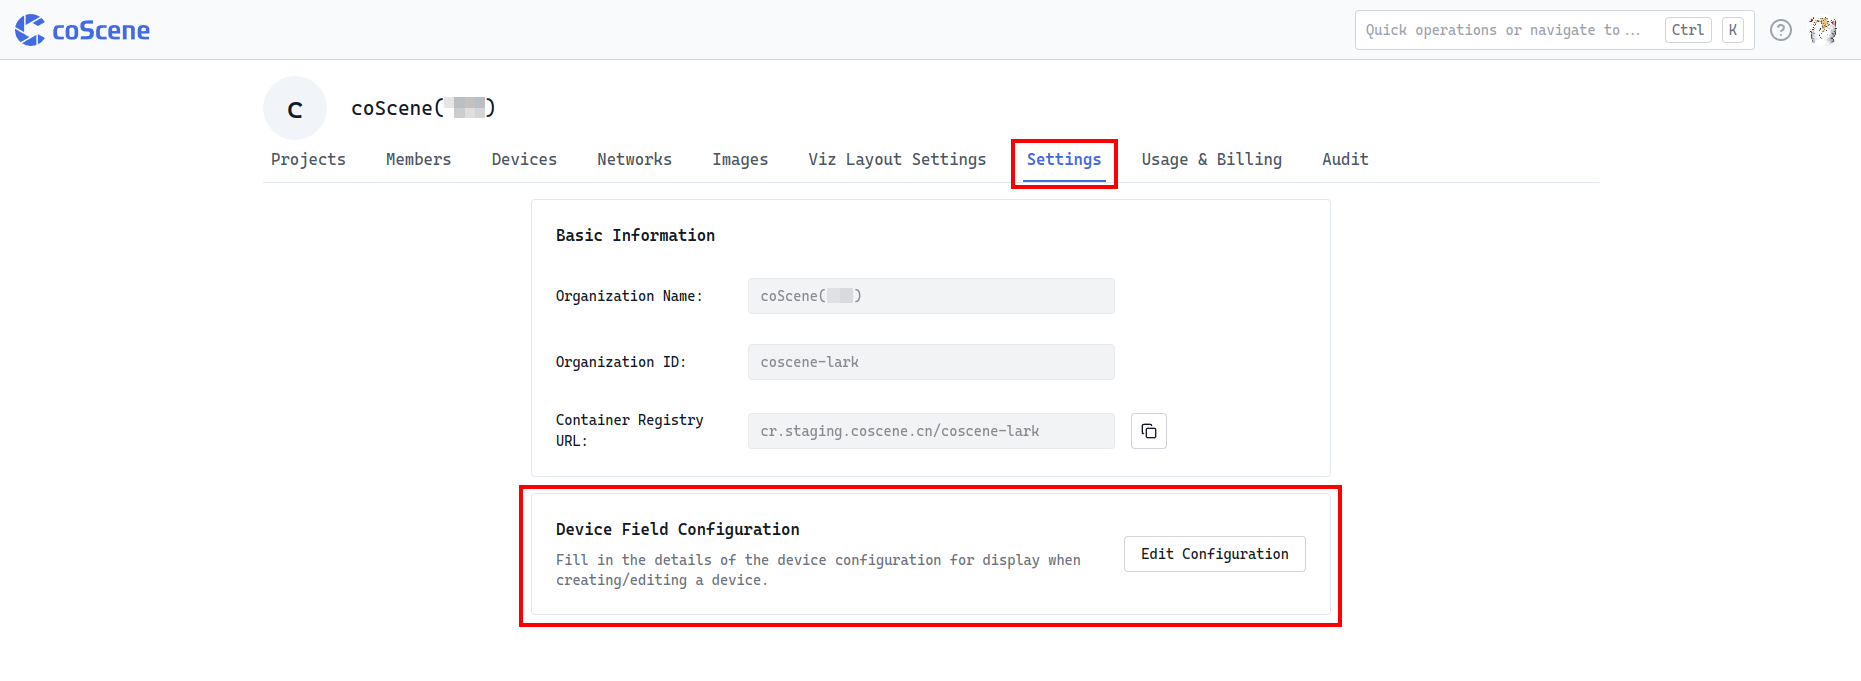 coScene
Quick operations or navigate to... Ctrl K
C
coScene( )
Projects Members Devices Networks Images Viz Layout Settings Settings Usage & Billing Audit
Basic Information
Organization Name: coScene( )
Organization ID: coscene-lark
Container Registry
URL:
cr.staging.coscene.cn/coscene-lark
Device Field Configuration
Fill in the details of the device configuration for display when
creating/editing a device.
Edit Configuration